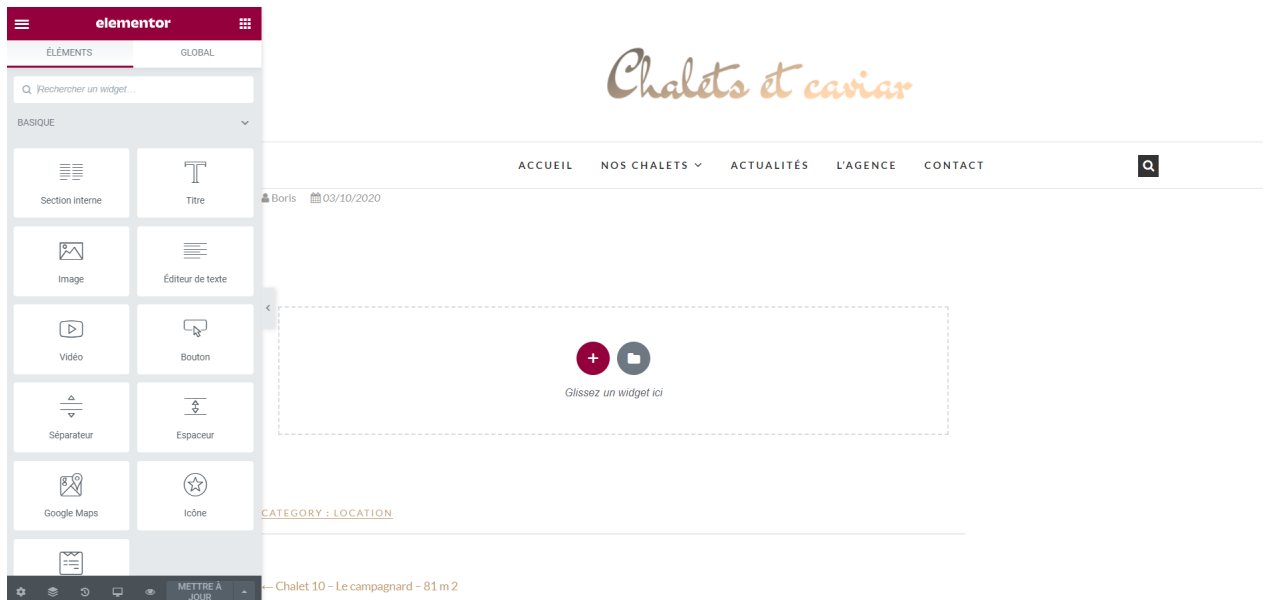 elementor
ÉLÉMENTS
GLOBAL
Rechercher un widget...
BASIQUE
Section interne
Titre
Image
Éditeur de texte
Vidéo
Bouton
Séparateur
Espaceur
Google Maps
Icône
METTRE À
JOUR
Chalets et caviar
ACCUEIL NOS CHALETS ACTUALITÉS L'AGENCE CONTACT
Boris 03/10/2020
Glissez un widget ici
CATEGORY : LOCATION
← Chalet 10 – Le campagnard – 81 m 2